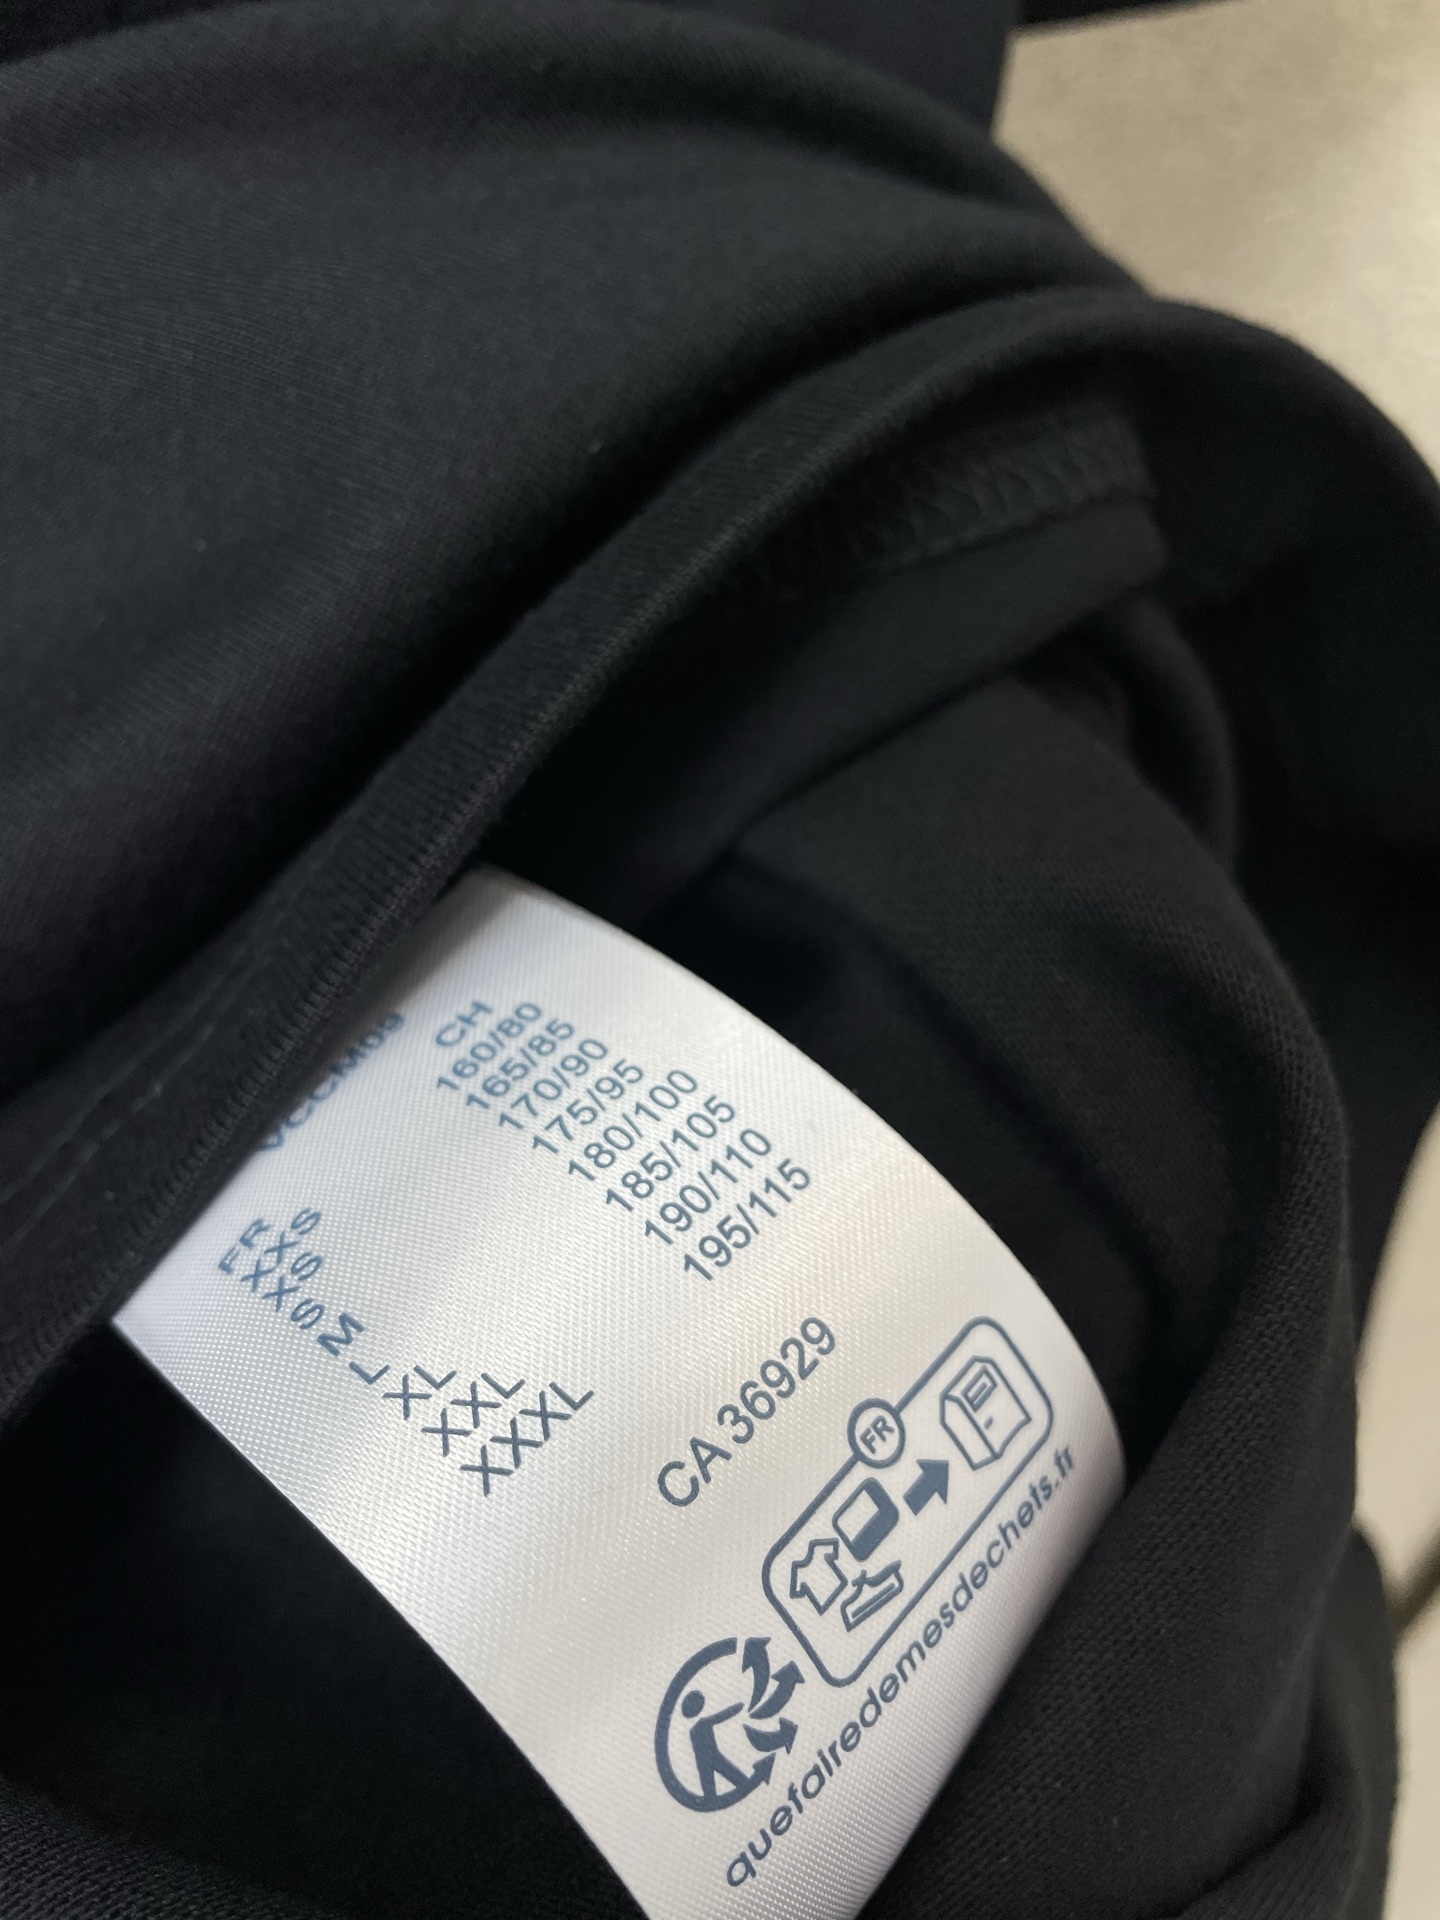 FR
XXS
XS
S
M
L
XL
XXL
XXXL
CH
160/80
165/85
170/90
175/95
180/100
185/105
190/110
195/115
CA 36929
FR
quefairedemesdechets.fr